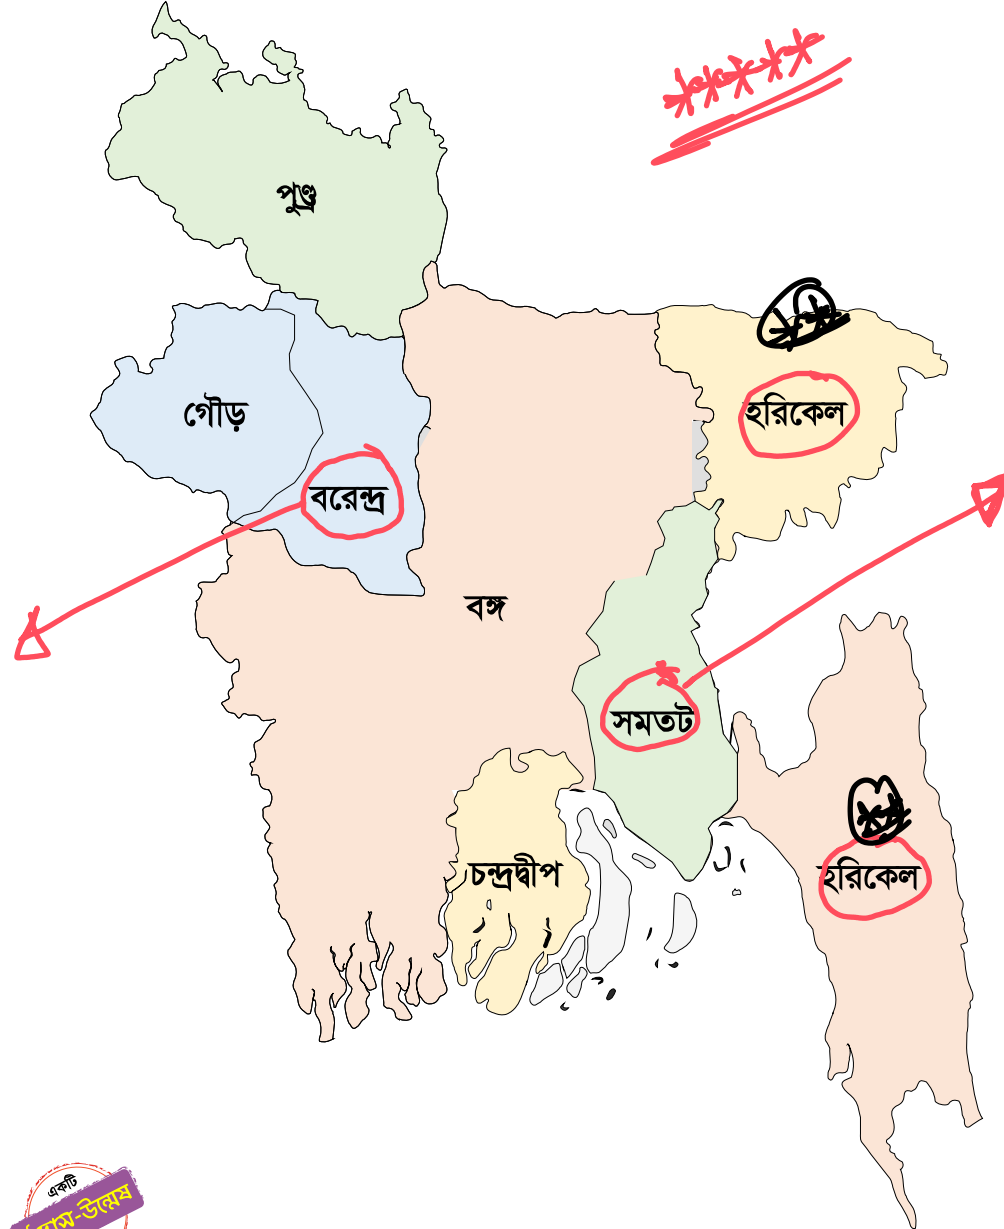 পুণ্ড্র
হরিকেল
গৌড়
বরেন্দ্র
বঙ্গ
সমতট
চন্দ্রদ্বীপ
হরিকেল
একটি